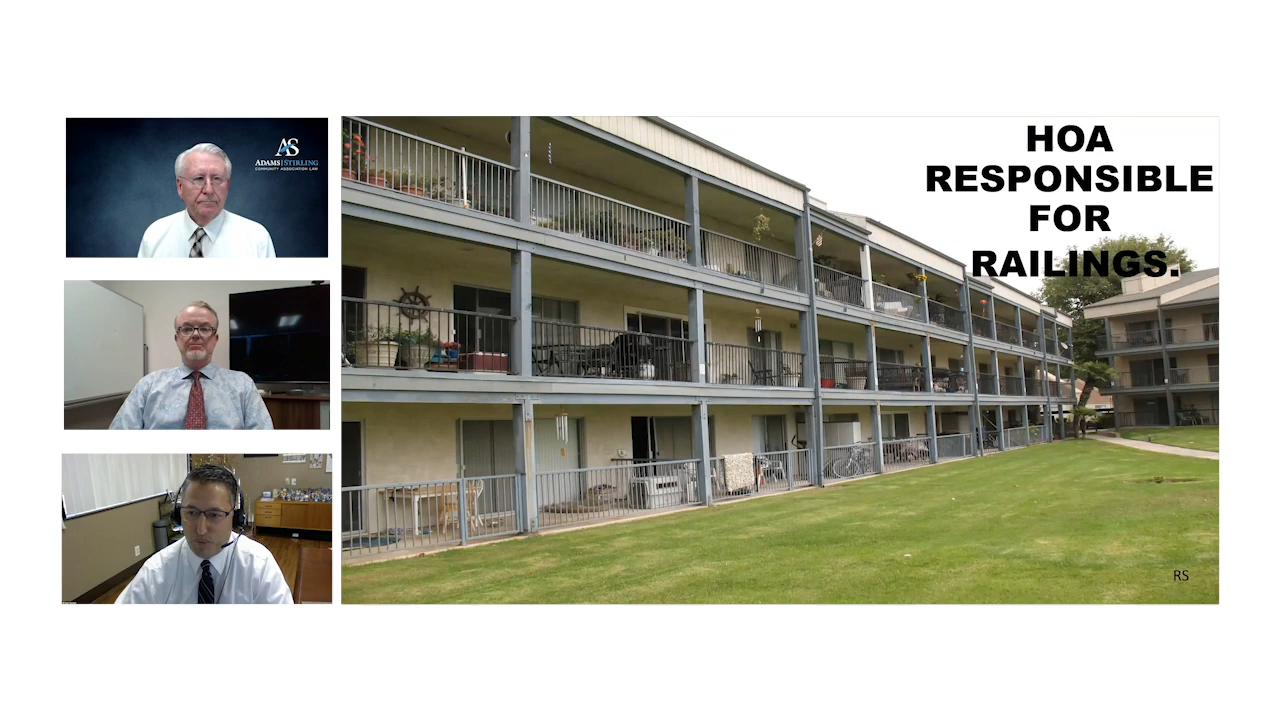 AS
ADAMS|STIRLING
COMMUNITY ASSOCIATION LAW
HOA
RESPONSIBLE
FOR
RAILINGS.
RS